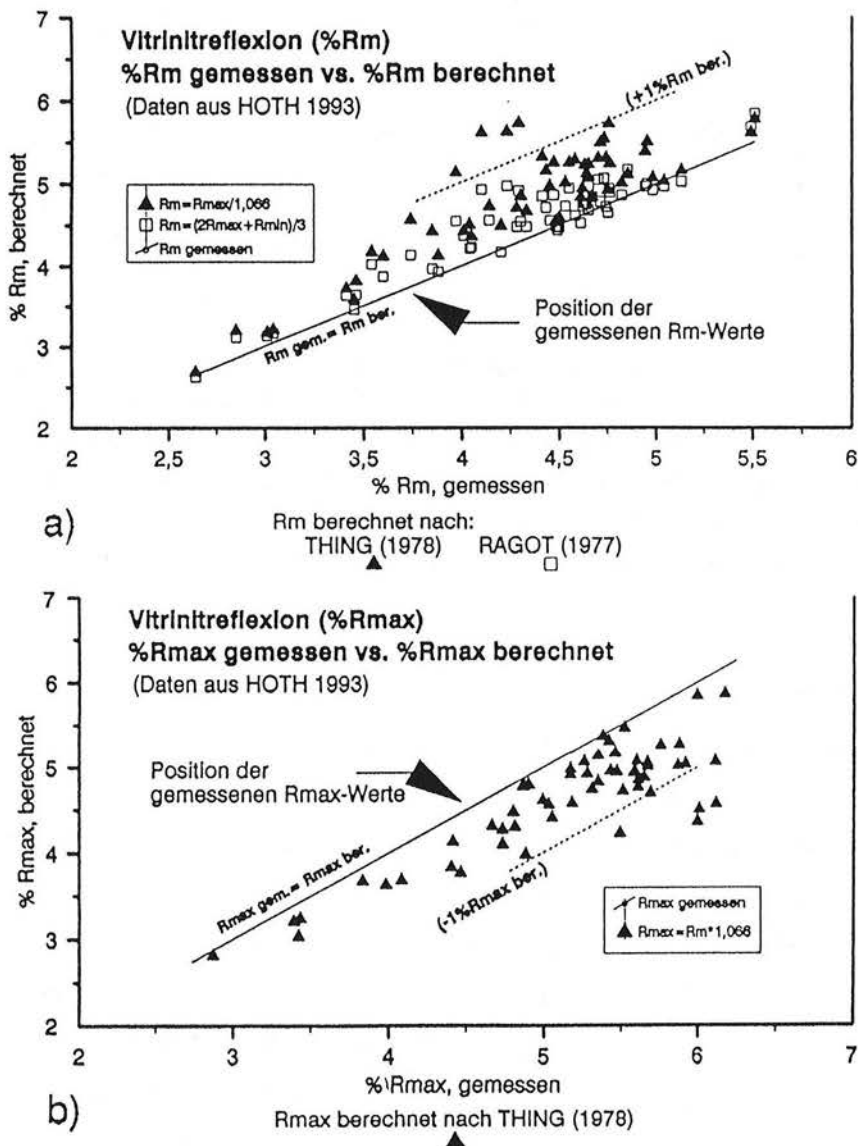 7
6
5
4
3
2
% Rm, berechnet
Vitrinitreflexion (%Rm)
%Rm gemessen vs. %Rm berechnet
(Daten aus HOTH 1993)
(+1%Rm ber.)
Rm=Rmax/1,066
Rm=(2Rmax+Rmin)/3
Rm gemessen
Rm gem.= Rm ber.
Position der
gemessenen Rm-Werte
2
2,5
3
3,5
4
4,5
5
5,5
6
% Rm, gemessen
a)
Rm berechnet nach:
THING (1978) RAGOT (1977)
7
6
5
4
3
2
% Rmax, berechnet
Vitrinitreflexion (%Rmax)
%Rmax gemessen vs. %Rmax berechnet
(Daten aus HOTH 1993)
Position der
gemessenen Rmax-Werte
Rmax gem.= Rmax ber.
(-1%Rmax ber.)
Rmax gemessen
Rmax=Rm*1,066
2
3
4
5
6
7
%\Rmax, gemessen
b)
Rmax berechnet nach THING (1978)